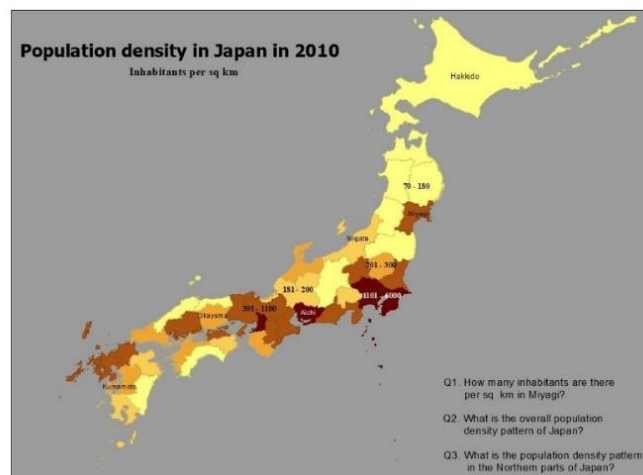 Population density in Japan in 2010
Inhabitants per sq km
Hakkido
70 - 180
Miyagi
Niigata
201 - 300
181 - 200
1101 - 6000
301 - 1100
Aichi
Okayama
Kumamoto
Q1. How many inhabitants are there
per sq km in Miyagi?
Q2. What is the overall population
density pattern of Japan?
Q3. What is the population density pattern
in the Northern parts of Japan?